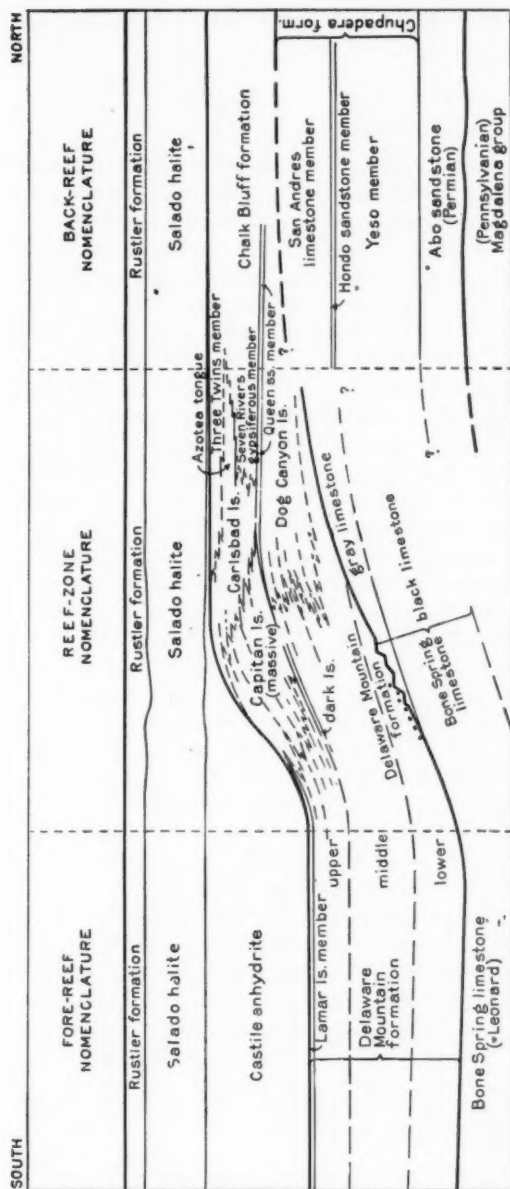 SOUTH
NORTH
FORE-REEF
NOMENCLATURE
REEF-ZONE
NOMENCLATURE
BACK-REEF
NOMENCLATURE
Rustler formation
Rustler formation
Rustler formation
Salado halite
Salado halite
Salado halite
Castile anhydrite
Lamar ls. member
upper
middle
lower
Delaware
Mountain
formation
Bone Spring limestone
(=Leonard)
Azotea tongue
Three Twins member
Carlsbad ls.
Seven Rivers
gypsiferous member
Queen ss. member
Capitan ls.
(massive)
Dog Canyon ls.
dark ls.
Gray limestone
Delaware Mountain
formation
black limestone
Bone Spring
limestone
?
?
?
Chalk Bluff formation
San Andres
limestone member
Hondo sandstone member
Yeso member
Chupadera form.
Abo sandstone
(Permian)
(Pennsylvanian)
Magdalena group